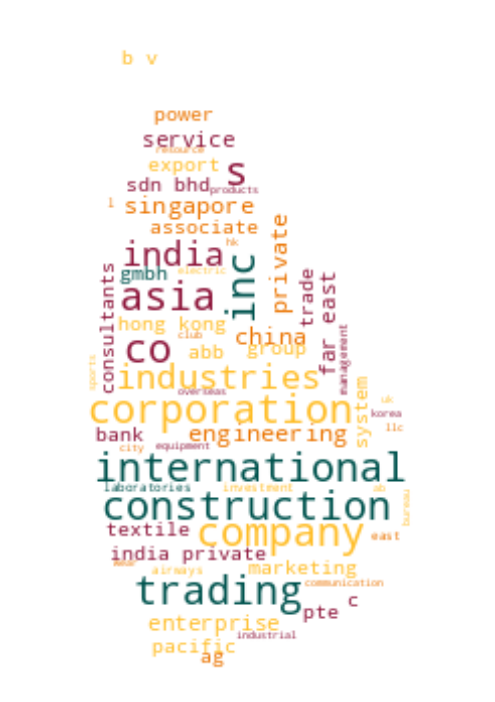 b v
power
service
resource
export
s
sdn bhd
products
l
singapore
associate
hk
india
private
gmbh
electric
inc
consultants
asia
trade
far east
hong kong
club
china
management
co
abb
group
sports
industries
overseas
system
corporation
uk
korea
llc
bank
engineering
city
equipment
international
laboratories
investment
ab
bureau
construction
textile
company
east
india private
wear
airways
marketing
communication
trading
c
pte
enterprise
industrial
pacific
ag